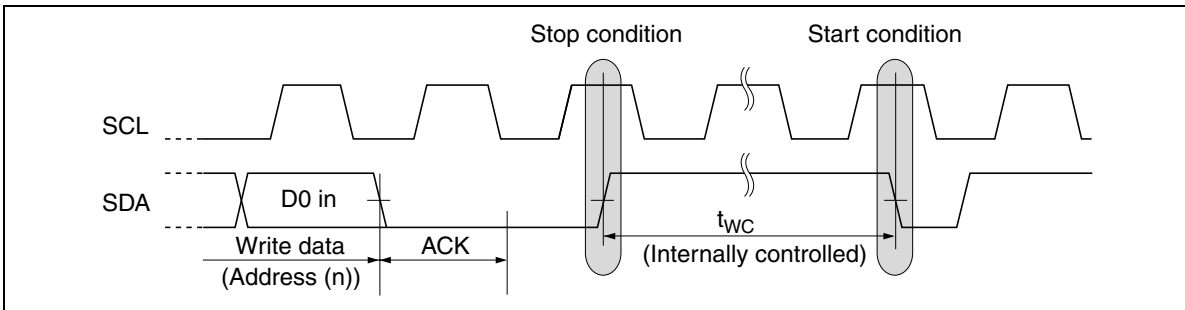 Stop condition
Start condition
SCL
SDA
D0 in
Write data
ACK
(Address (n))
tWC
(Internally controlled)